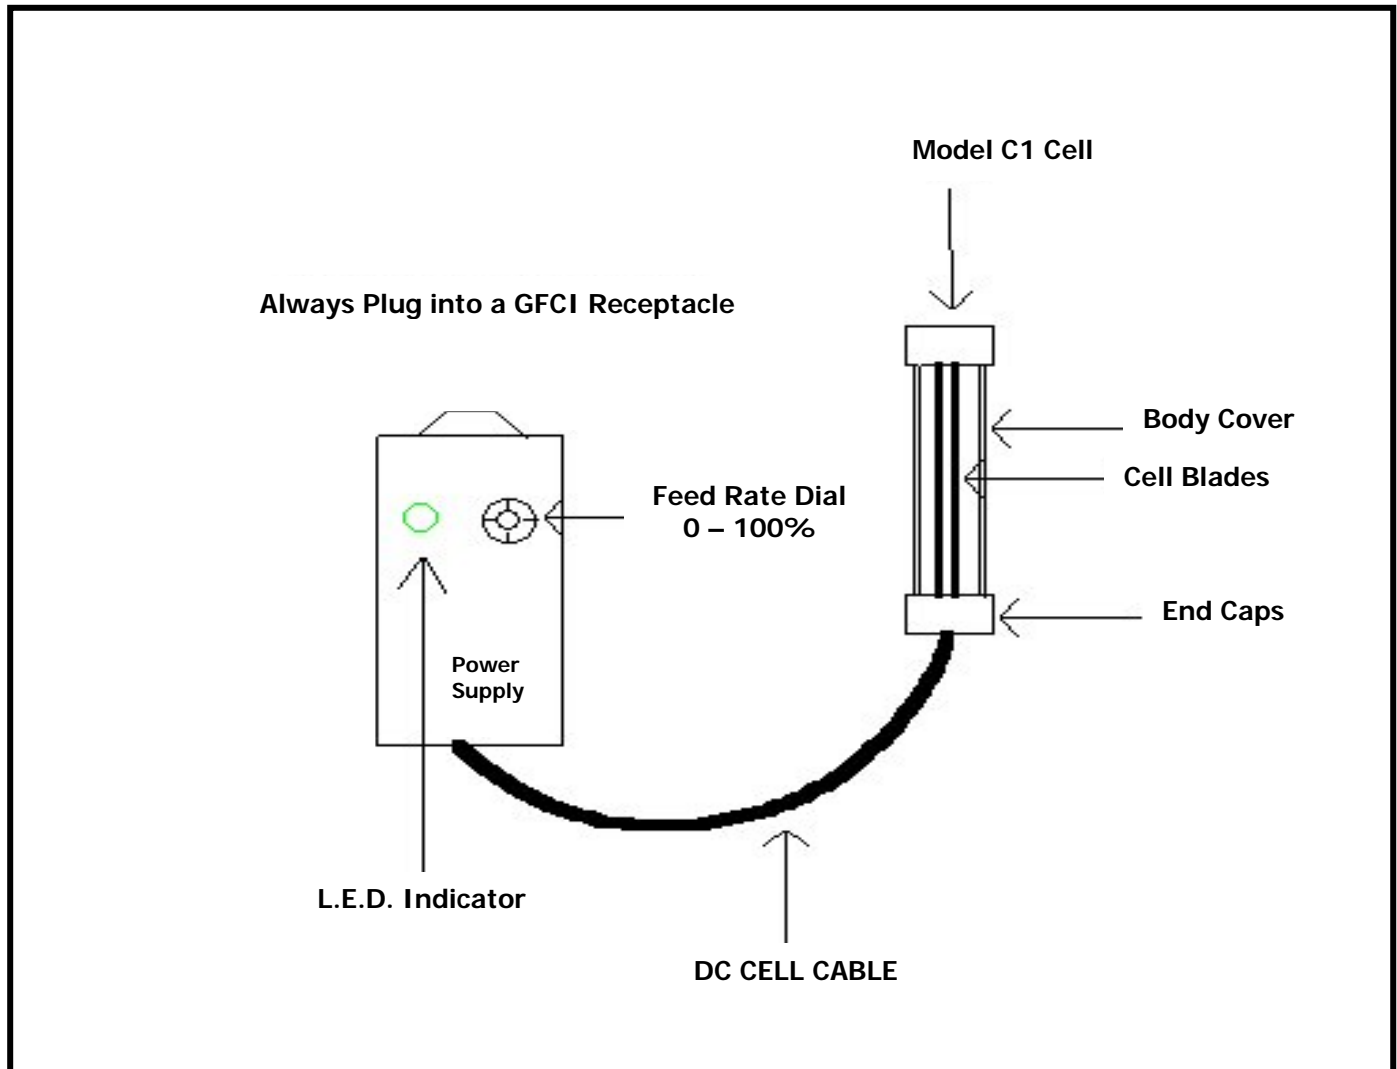 Model C1 Cell
Always Plug into a GFCI Receptacle
Body Cover
Cell Blades
Feed Rate Dial
0 – 100%
End Caps
Power
Supply
L.E.D. Indicator
DC CELL CABLE